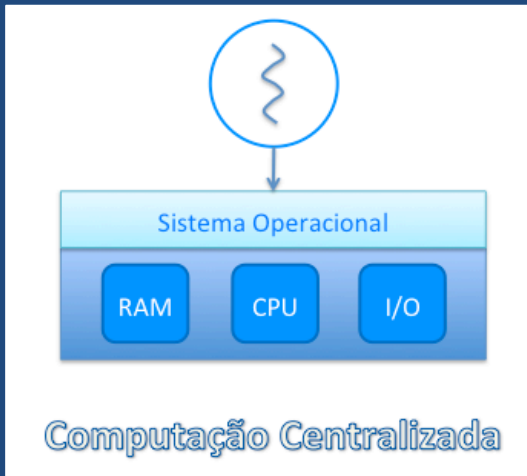 Sistema Operacional
RAM CPU I/O
Computação Centralizada